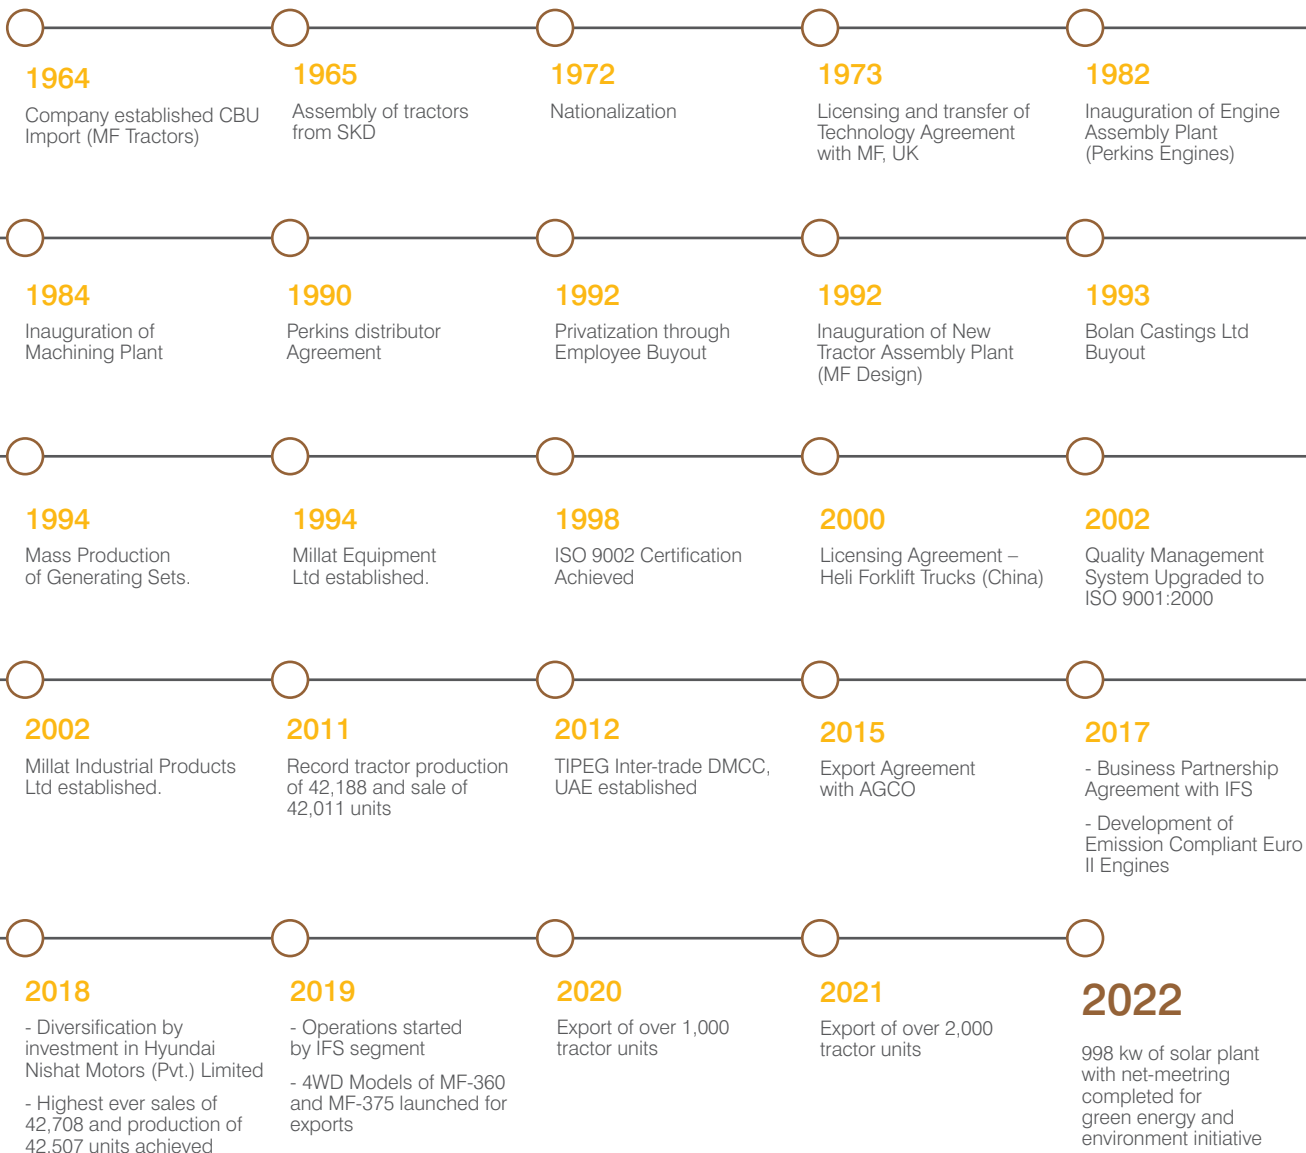 1964
Company established CBU
Import (MF Tractors)
1965
Assembly of tractors
from SKD
1972
Nationalization
1973
Licensing and transfer of
Technology Agreement
with MF, UK
1982
Inauguration of Engine
Assembly Plant
(Perkins Engines)
1984
Inauguration of
Machining Plant
1990
Perkins distributor
Agreement
1992
Privatization through
Employee Buyout
1992
Inauguration of New
Tractor Assembly Plant
(MF Design)
1993
Bolan Castings Ltd
Buyout
1994
Mass Production
of Generating Sets.
1994
Millat Equipment
Ltd established.
1998
ISO 9002 Certification
Achieved
2000
Licensing Agreement –
Heli Forklift Trucks (China)
2002
Quality Management
System Upgraded to
ISO 9001:2000
2002
Millat Industrial Products
Ltd established.
2011
Record tractor production
of 42,188 and sale of
42,011 units
2012
TIPEG Inter-trade DMCC,
UAE established
2015
Export Agreement
with AGCO
2017
- Business Partnership
Agreement with IFS
- Development of
Emission Compliant Euro
II Engines
2018
- Diversification by
investment in Hyundai
Nishat Motors (Pvt.) Limited
- Highest ever sales of
42,708 and production of
42,507 units achieved
2019
- Operations started
by IFS segment
- 4WD Models of MF-360
and MF-375 launched for
exports
2020
Export of over 1,000
tractor units
2021
Export of over 2,000
tractor units
2022
998 kw of solar plant
with net-meetring
completed for
green energy and
environment initiative